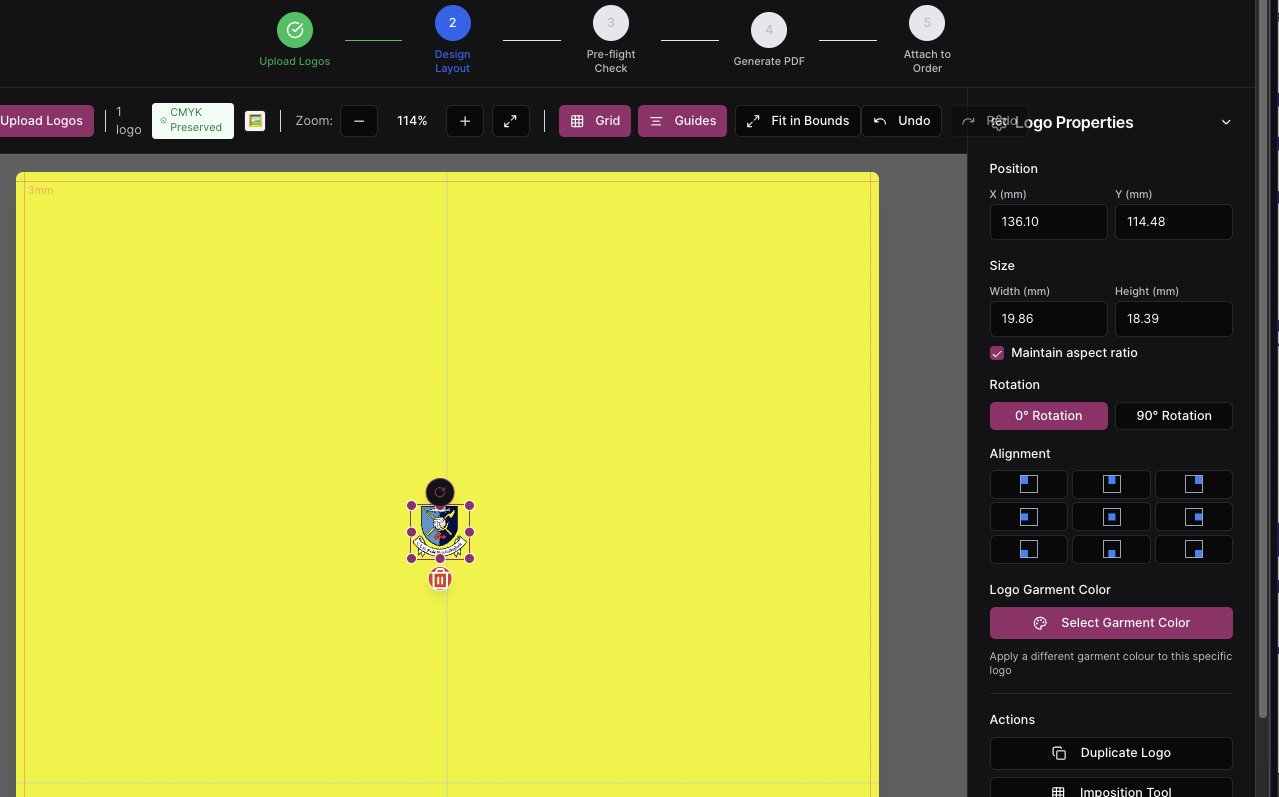 3
4
5
2
Upload Logos
Design
Layout
Pre-flight
Check
Generate PDF
Attach to
Order
Upload Logos
1
logo
CMYK
Preserved
Zoom:
114%
Grid
Guides
Fit in Bounds
Undo
Redo
Logo Properties
3mm
Position
X (mm)
Y (mm)
136.10
114.48
Size
Width (mm)
Height (mm)
19.86
18.39
Maintain aspect ratio
Rotation
0° Rotation
90° Rotation
Alignment
Logo Garment Color
Select Garment Color
Apply a different garment colour to this specific
logo
Actions
Duplicate Logo
Imposition Tool